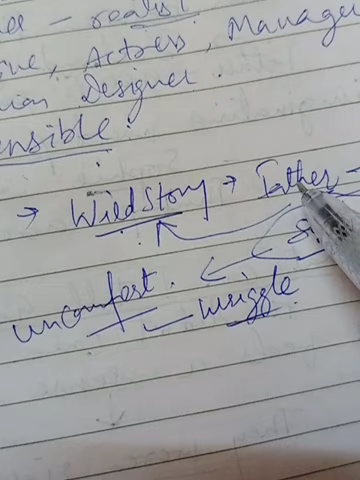 - realist
, Actress, Manager
Designer.
ensible:
→ Wild Story → Father -
uncomfort. wriggle